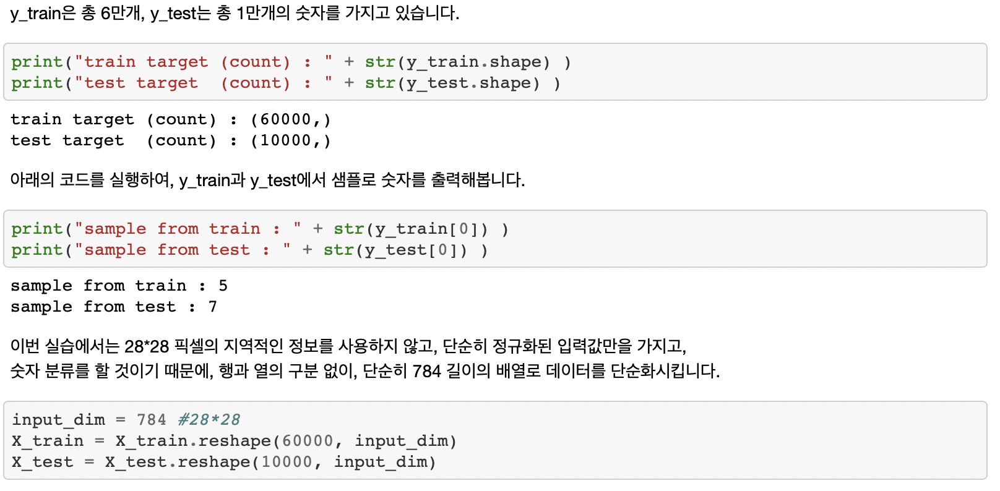 y_train은 총 6만개, y_test는 총 1만개의 숫자를 가지고 있습니다.
print("train target (count) : " + str(y_train.shape) )
print("test target  (count) : " + str(y_test.shape) )
train target (count) : (60000,)
test target  (count) : (10000,)
아래의 코드를 실행하여, y_train과 y_test에서 샘플로 숫자를 출력해봅니다.
print("sample from train : " + str(y_train[0]) )
print("sample from test : " + str(y_test[0]) )
sample from train : 5
sample from test : 7
이번 실습에서는 28*28 픽셀의 지역적인 정보를 사용하지 않고, 단순히 정규화된 입력값만을 가지고,
숫자 분류를 할 것이기 때문에, 행과 열의 구분 없이, 단순히 784 길이의 배열로 데이터를 단순화시킵니다.
input_dim = 784 #28*28
X_train = X_train.reshape(60000, input_dim)
X_test = X_test.reshape(10000, input_dim)